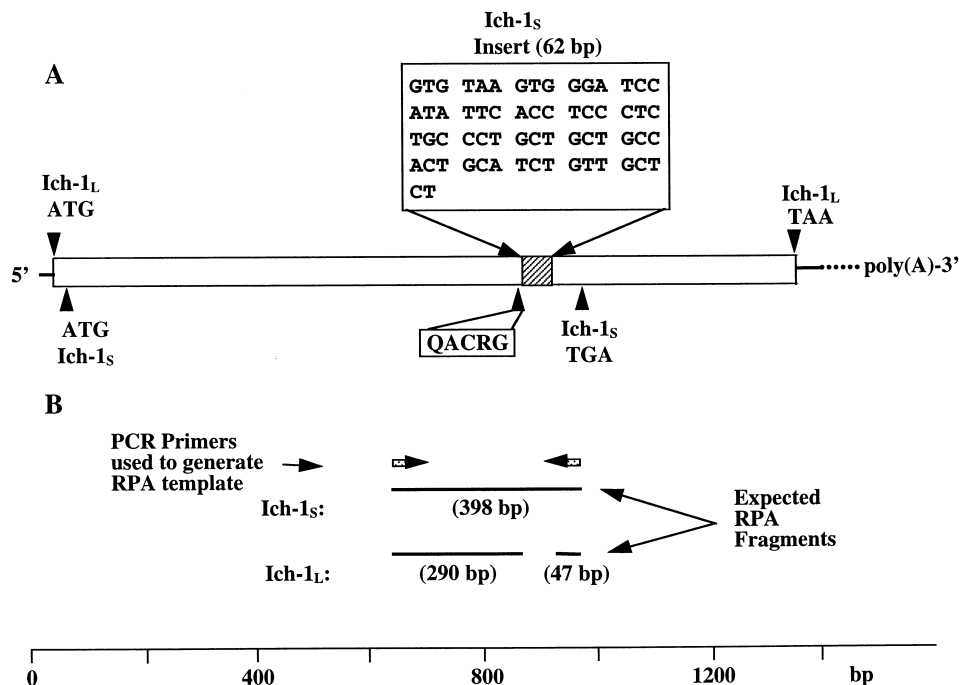 Ich-1S
Insert (62 bp)
A
GTG TAA GTG GGA TCC
ATA TTC ACC TCC CTC
TGC CCT GCT GCT GCC
ACT GCA TCT GTT GCT
CT
Ich-1L
ATG
Ich-1L
TAA
5’
poly(A)-3’
ATG
Ich-1S
QACRG
Ich-1S
TGA
B
PCR Primers
used to generate
RPA template
Ich-1S:
(398 bp)
Expected
RPA
Fragments
Ich-1L:
(290 bp)
(47 bp)
0
400
800
1200
bp